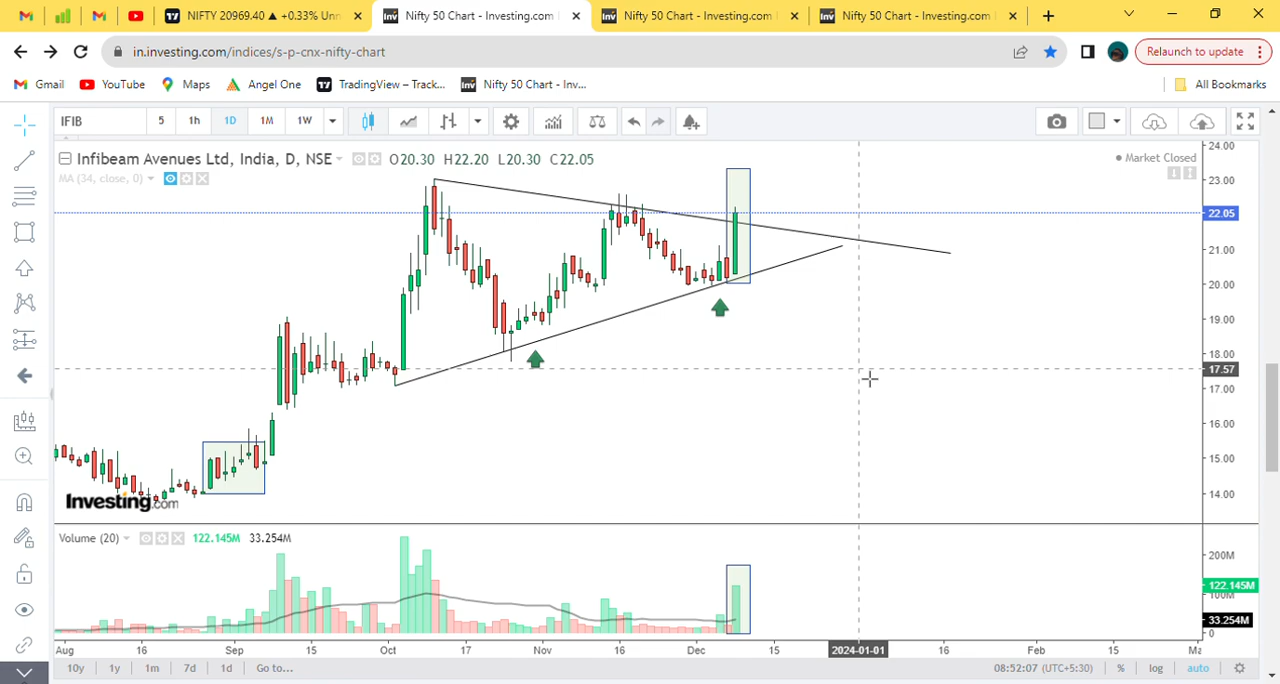 NIFTY 20969.40 ▲ +0.33% Unn
Nifty 50 Chart - Investing.com
Nifty 50 Chart - Investing.com
Nifty 50 Chart - Investing.com
in.investing.com/indices/s-p-cnx-nifty-chart
Relaunch to update
Gmail
YouTube
Maps
Angel One
TradingView – Track...
Nifty 50 Chart - Inv...
All Bookmarks
IFIB
5
1h
1D
1M
1W
Infibeam Avenues Ltd, India, D, NSE
O20.30 H22.20 L20.30 C22.05
Market Closed
MA (34, close, 0)
24.00
23.00
22.05
21.00
20.00
19.00
18.00
17.57
17.00
16.00
15.00
14.00
Investing.com
Volume (20)
122.145M
33.254M
200M
122.145M
100M
33.254M
0
Aug
16
Sep
15
Oct
17
Nov
16
Dec
15
2024-01-01
16
Feb
Ma
10y
1y
1m
7d
1d
Go to...
08:52:07 (UTC+5:30)
%
log
auto